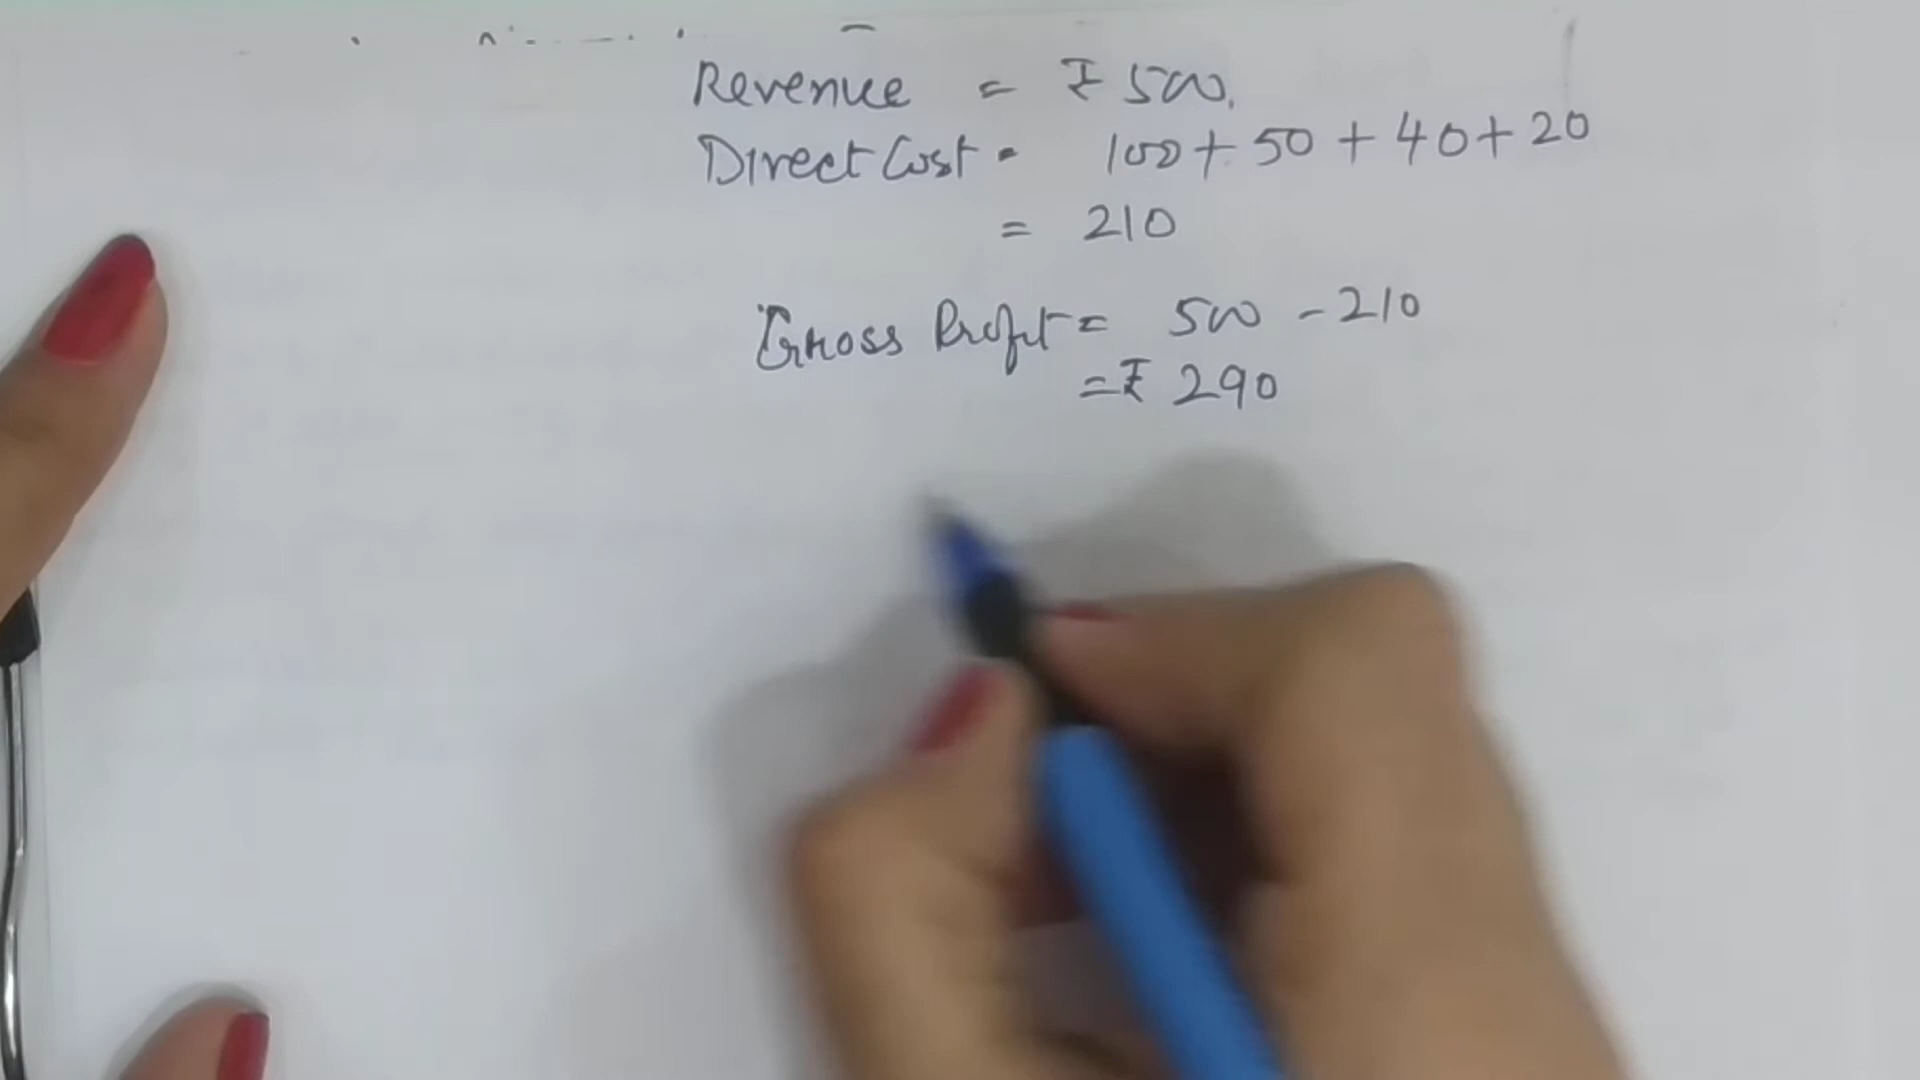 Revenue = ₹ 500.
Direct Cost = 100 + 50 + 40 + 20
= 210
Gross Profit = 500 - 210
= ₹ 290